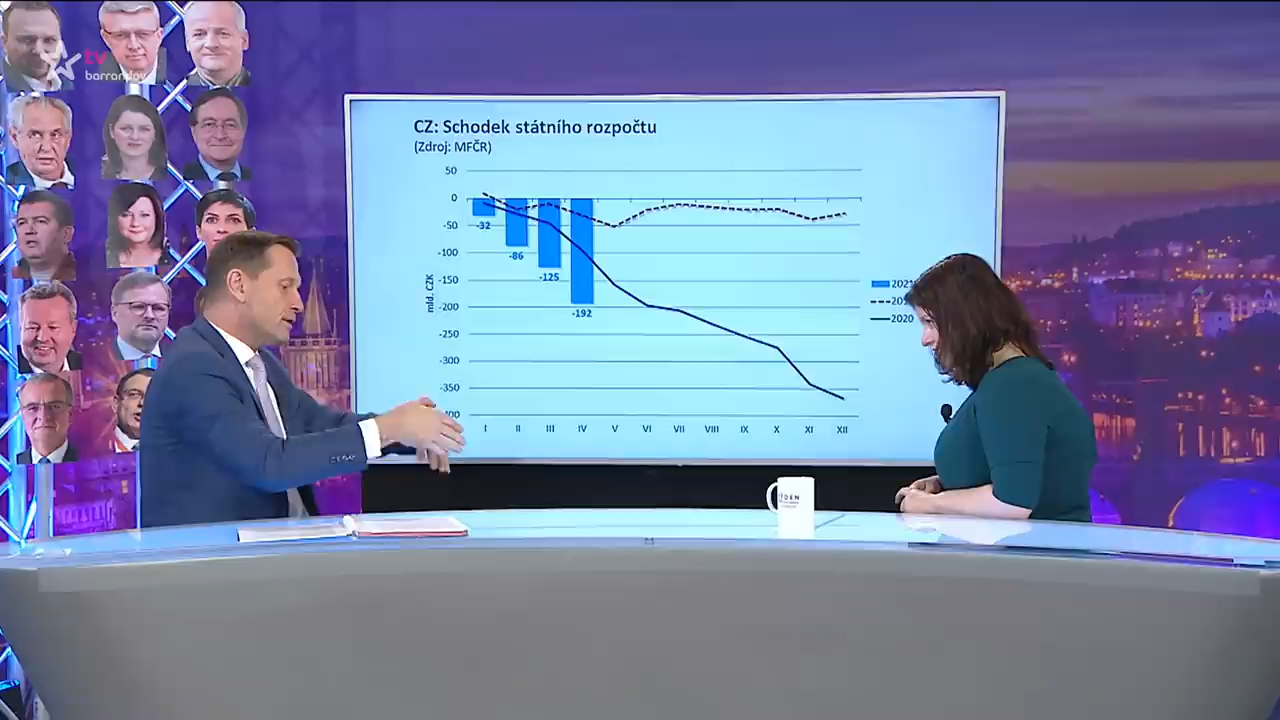 tv
barrandov
CZ: Schodek státního rozpočtu
(Zdroj: MFČR)
50
0
-50
-100
-150
-200
-250
-300
-350
mld. CZK
-32
-86
-125
-192
I II III IV V VI VII VIII IX X XI XII
2021
2020